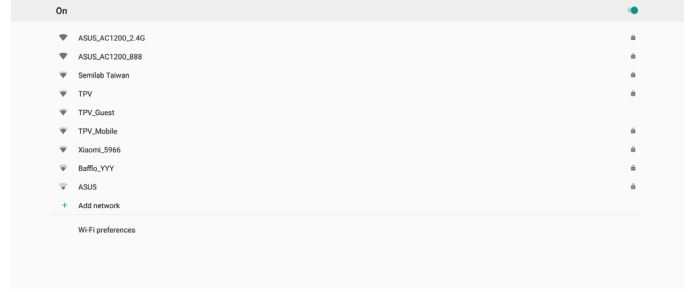 On
ASUS_AC1200_2.4G
ASUS_AC1200_888
Semilab Taiwan
TPV
TPV_Guest
TPV_Mobile
Xiaomi_5966
Bafflo_YYY
ASUS
Add network
Wi-Fi preferences